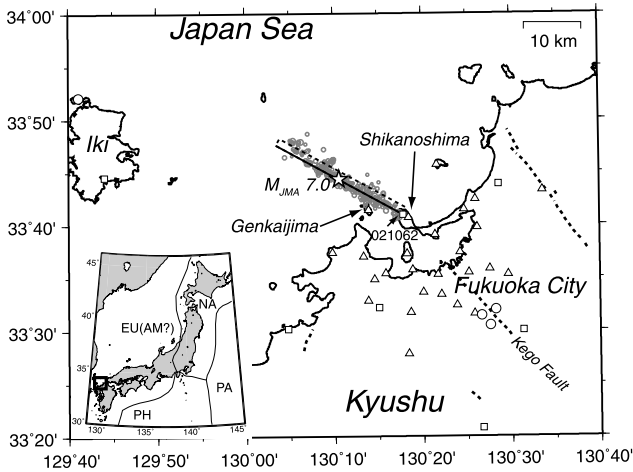 34°00'
Japan Sea
10 km
33°50'
Iki
Shikanoshima
M JMA 7.0
33°40'
Genkaijima
021062
45°
NA
40°
EU(AM?)
35°
PA
PH
30°
130°
135°
140°
145°
Fukuoka City
33°30'
Kego Fault
Kyushu
33°20'
129°40' 129°50' 130°00' 130°10' 130°20' 130°30' 130°40'